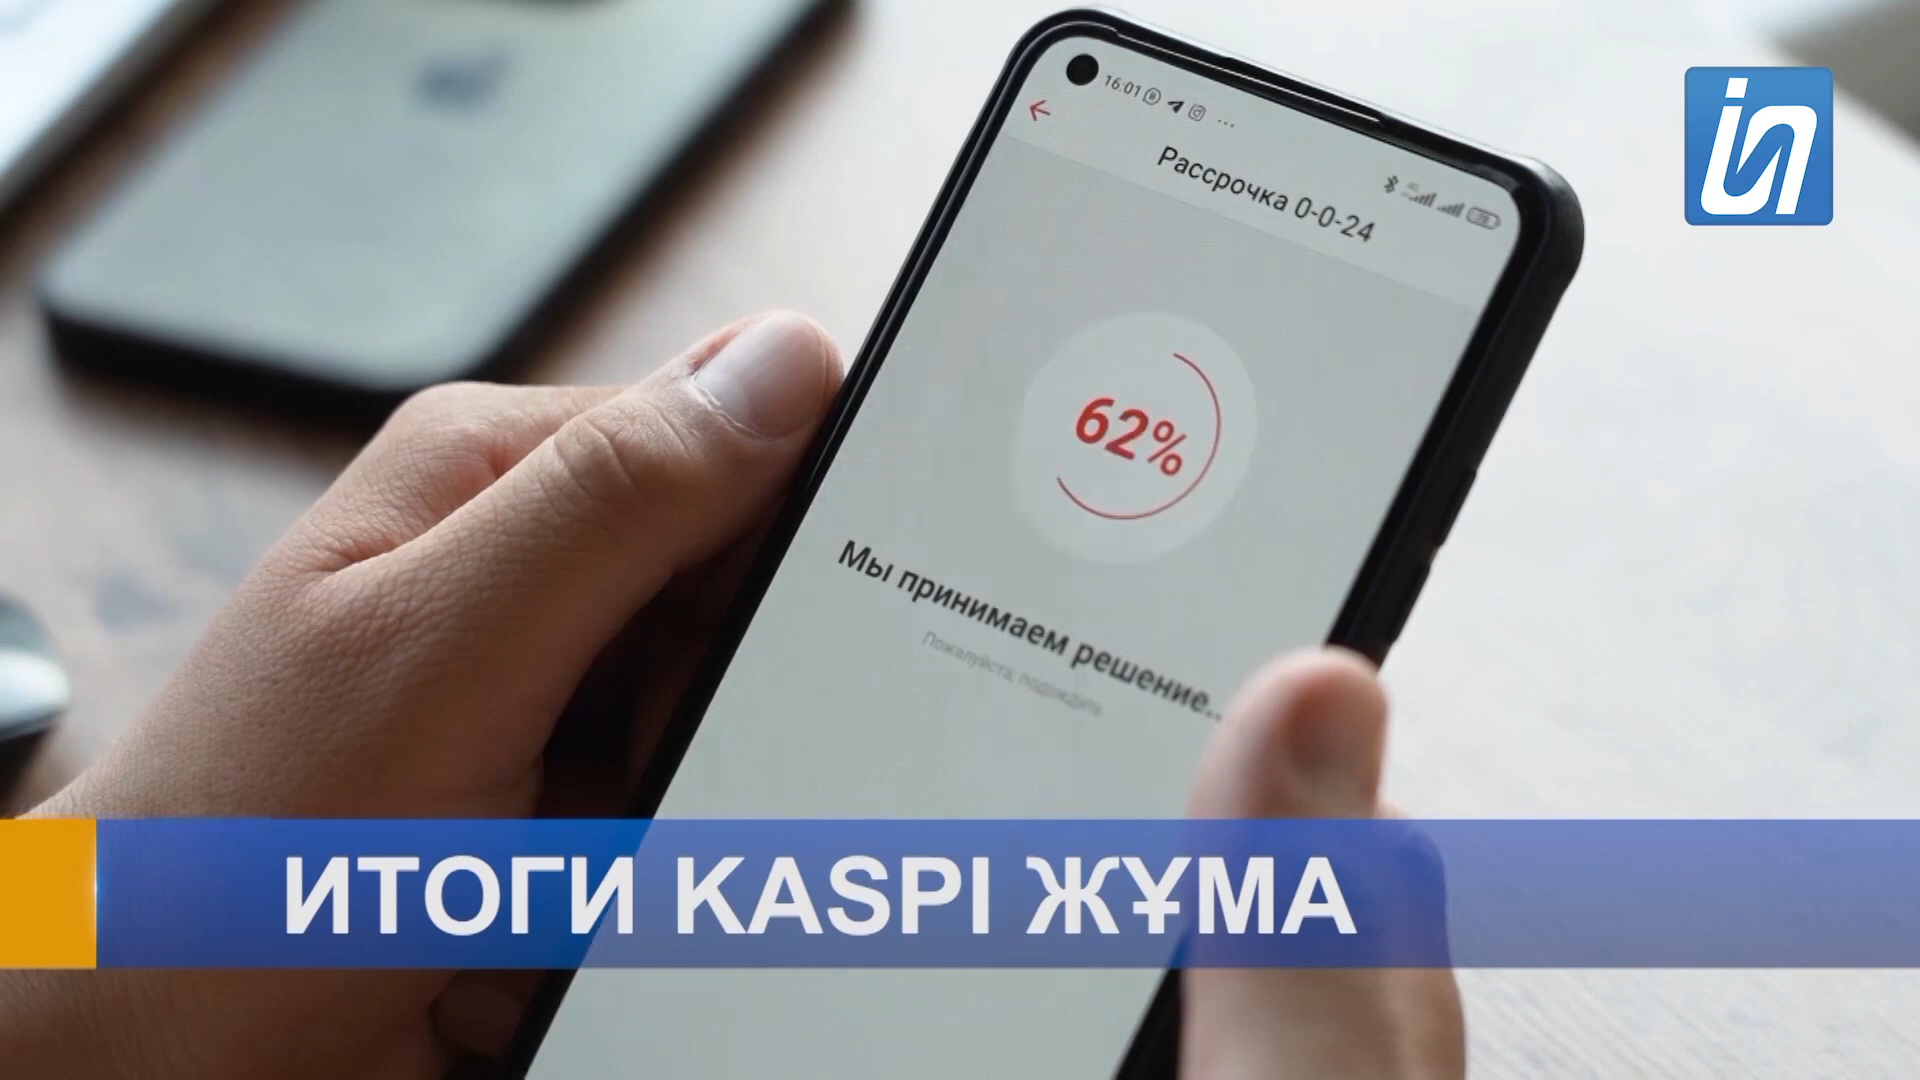 16:01
Рассрочка 0-0-24
62%
Мы принимаем решение...
Пожалуйста, подождите
ИТОГИ KASPI ЖҰМА